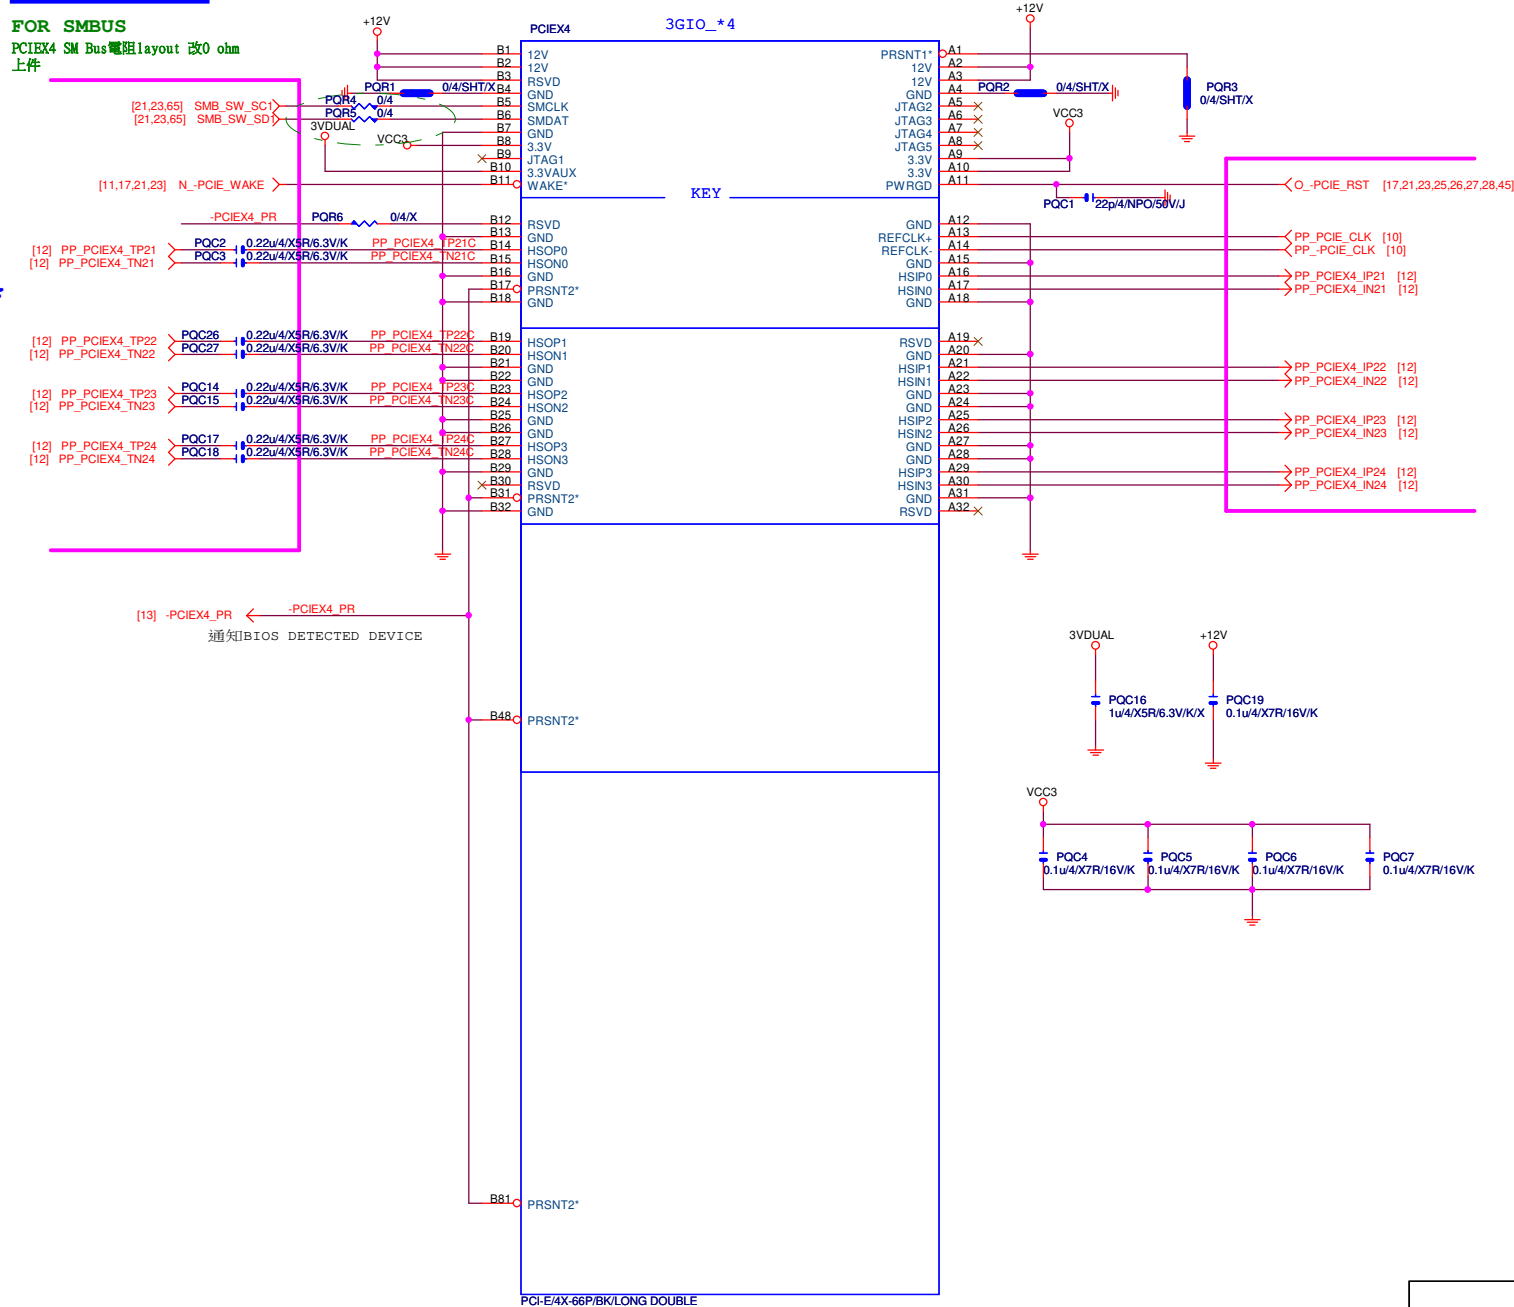 FOR SMBUS
PCIEX4 SM Bus電阻layout 改0 ohm
上件
+12V
PCIEX4
3GIO_*4
+12V
B1 12V
B2 12V
B3 RSVD
B4 GND
B5 SMCLK
B6 SMDAT
B7 GND
B8 3.3V
B9 JTAG1
B10 3.3VAUX
B11 WAKE*
PRSNT1* A1
12V A2
12V A3
GND A4
JTAG2 A5
JTAG3 A6
JTAG4 A7
JTAG5 A8
3.3V A9
3.3V A10
PWRGD A11
PQR1 0/4/SHT/X
PQR4 0/4
PQR5 0/4
[21,23,65] SMB_SW_SC1
[21,23,65] SMB_SW_SD1
3VDUAL
VCC3
[11,17,21,23] N_-PCIE_WAKE
PQR2 0/4/SHT/X
PQR3
0/4/SHT/X
VCC3
O_-PCIE_RST [17,21,23,25,26,27,28,45]
PQC1 22p/4/NPO/50V/J
KEY
-PCIEX4_PR PQR6 0/4/X
B12 RSVD
B13 GND
B14 HSOP0
B15 HSON0
B16 GND
B17 PRSNT2*
B18 GND
GND A12
REFCLK+ A13
REFCLK- A14
GND A15
HSIP0 A16
HSIN0 A17
GND A18
[12] PP_PCIEX4_TP21 PQC2 0.22u/4/X5R/6.3V/K PP_PCIEX4_TP21C
[12] PP_PCIEX4_TN21 PQC3 0.22u/4/X5R/6.3V/K PP_PCIEX4_TN21C
PP_PCIE_CLK [10]
PP_-PCIE_CLK [10]
PP_PCIEX4_IP21 [12]
PP_PCIEX4_IN21 [12]
[12] PP_PCIEX4_TP22 PQC26 0.22u/4/X5R/6.3V/K PP_PCIEX4_TP22C
[12] PP_PCIEX4_TN22 PQC27 0.22u/4/X5R/6.3V/K PP_PCIEX4_TN22C
[12] PP_PCIEX4_TP23 PQC14 0.22u/4/X5R/6.3V/K PP_PCIEX4_TP23C
[12] PP_PCIEX4_TN23 PQC15 0.22u/4/X5R/6.3V/K PP_PCIEX4_TN23C
[12] PP_PCIEX4_TP24 PQC17 0.22u/4/X5R/6.3V/K PP_PCIEX4_TP24C
[12] PP_PCIEX4_TN24 PQC18 0.22u/4/X5R/6.3V/K PP_PCIEX4_TN24C
B19 HSOP1
B20 HSON1
B21 GND
B22 GND
B23 HSOP2
B24 HSON2
B25 GND
B26 GND
B27 HSOP3
B28 HSON3
B29 GND
B30 RSVD
B31 PRSNT2*
B32 GND
RSVD A19
GND A20
HSIP1 A21
HSIN1 A22
GND A23
GND A24
HSIP2 A25
HSIN2 A26
GND A27
GND A28
HSIP3 A29
HSIN3 A30
GND A31
RSVD A32
PP_PCIEX4_IP22 [12]
PP_PCIEX4_IN22 [12]
PP_PCIEX4_IP23 [12]
PP_PCIEX4_IN23 [12]
PP_PCIEX4_IP24 [12]
PP_PCIEX4_IN24 [12]
[13] -PCIEX4_PR -PCIEX4_PR
通知BIOS DETECTED DEVICE
B48 PRSNT2*
B81 PRSNT2*
3VDUAL
PQC16
1u/4/X5R/6.3V/K/X
+12V
PQC19
0.1u/4/X7R/16V/K
VCC3
PQC4
0.1u/4/X7R/16V/K
PQC5
0.1u/4/X7R/16V/K
PQC6
0.1u/4/X7R/16V/K
PQC7
0.1u/4/X7R/16V/K
PCI-E/4X-66P/BK/LONG DOUBLE